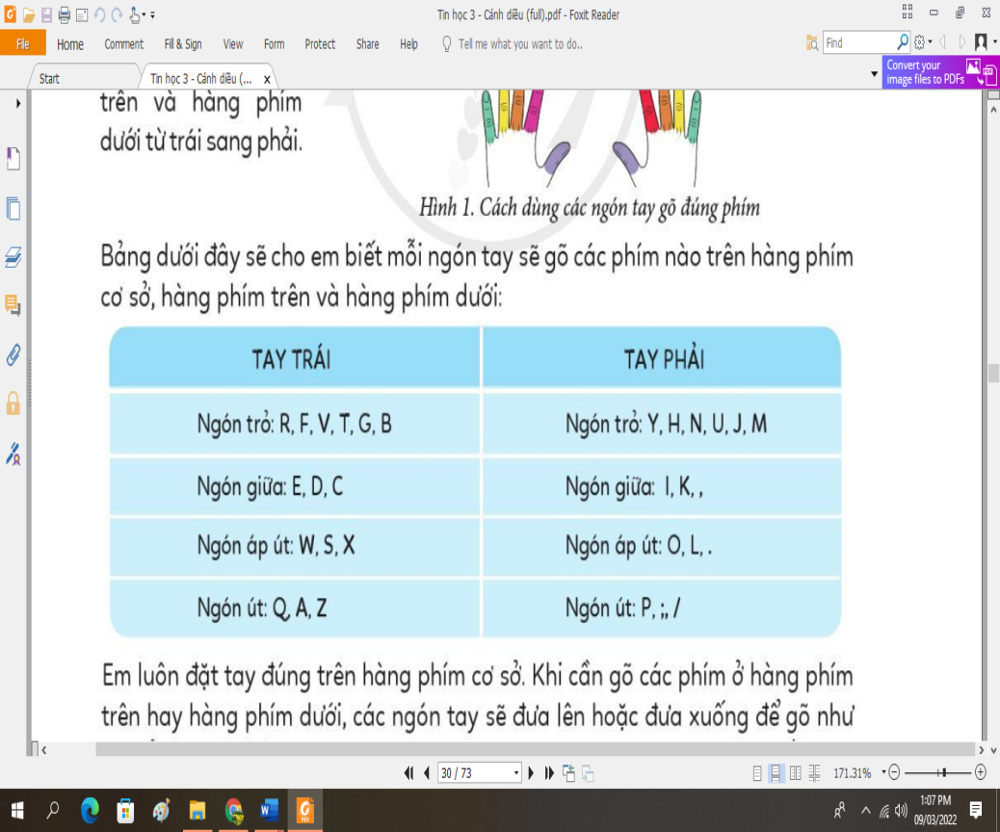 Tin học 3 - Cánh diều (full).pdf - Foxit Reader
File Home Comment Fill & Sign View Form Protect Share Help Tell me what you want to do.. Find
Start Tin học 3 - Cánh diều (... x
Convert your
image files to PDFs
trên và hàng phím
dưới từ trái sang phải.
Hình 1. Cách dùng các ngón tay gõ đúng phím
Bảng dưới đây sẽ cho em biết mỗi ngón tay sẽ gõ các phím nào trên hàng phím
cơ sở, hàng phím trên và hàng phím dưới:
TAY TRÁI TAY PHẢI
Ngón trỏ: R, F, V, T, G, B Ngón trỏ: Y, H, N, U, J, M
Ngón giữa: E, D, C Ngón giữa: I, K, ,
Ngón áp út: W, S, X Ngón áp út: O, L, .
Ngón út: Q, A, Z Ngón út: P, ;, /
Em luôn đặt tay đúng trên hàng phím cơ sở. Khi cần gõ các phím ở hàng phím
trên hay hàng phím dưới, các ngón tay sẽ đưa lên hoặc đưa xuống để gõ như
30 / 73 171.31%
1:07 PM
09/03/2022